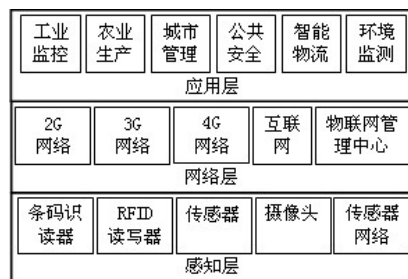 工业 农业 城市 公共 智能 环境
监控 生产 管理 安全 物流 监测
应用层
2G 3G 4G 互联 物联网管
网络 网络 网络 网 理中心
网络层
条码识 RFID 传感器 摄像头 传感器
读器 读写器 网络
感知层